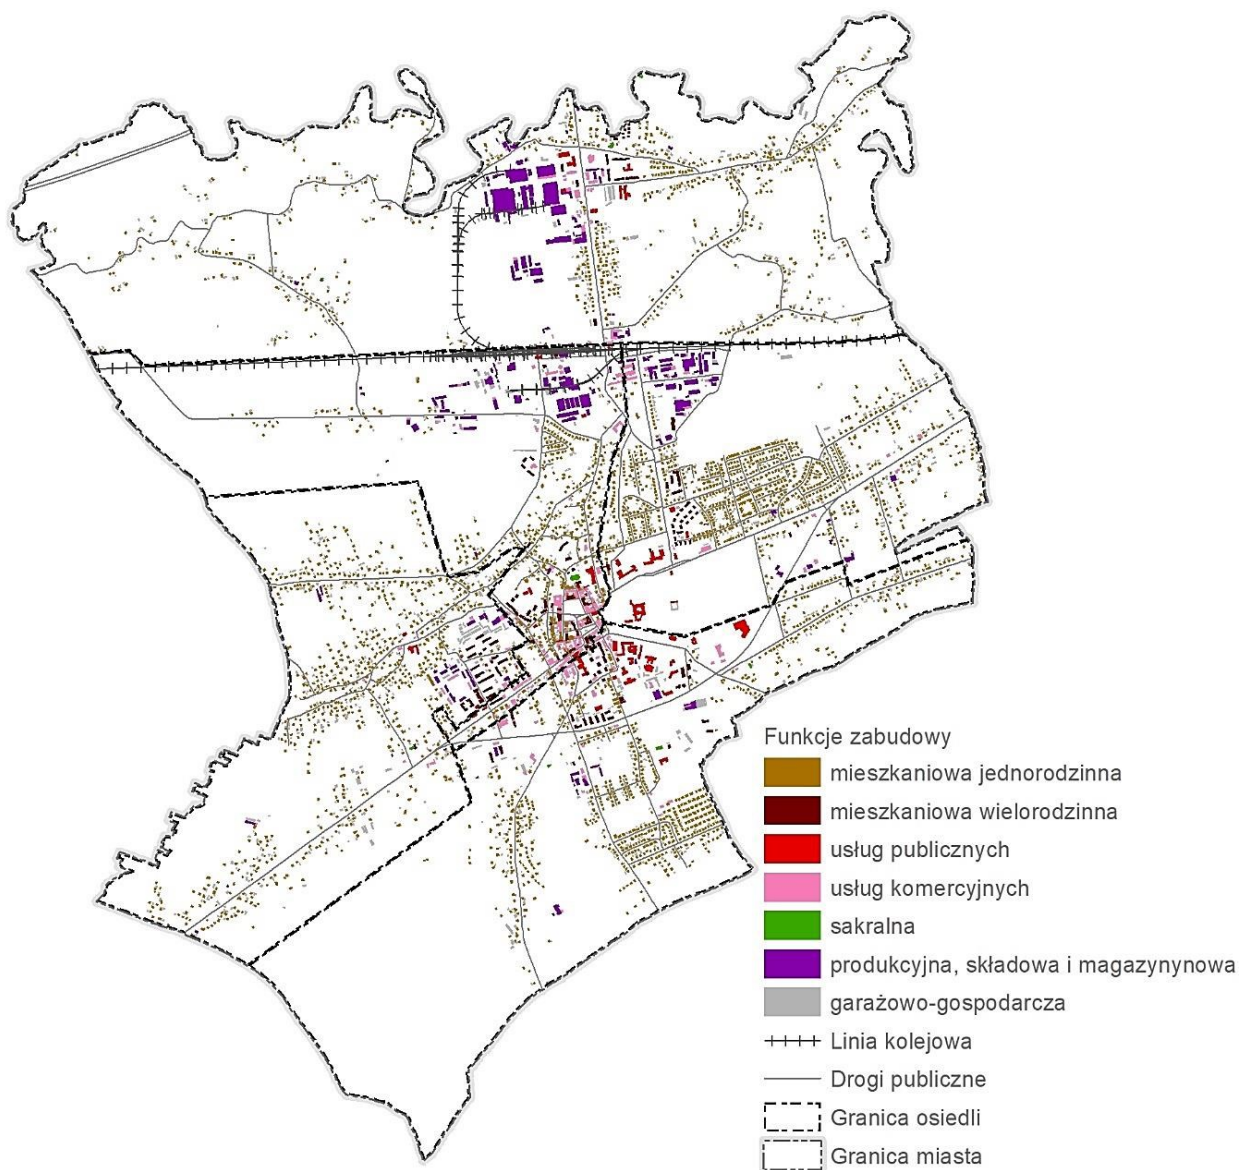 Funkcje zabudowy
mieszkaniowa jednorodzinna
mieszkaniowa wielorodzinna
usług publicznych
usług komercyjnych
sakralna
produkcyjna, składowa i magazynynowa
garażowo-gospodarcza
Linia kolejowa
Drogi publiczne
Granica osiedli
Granica miasta